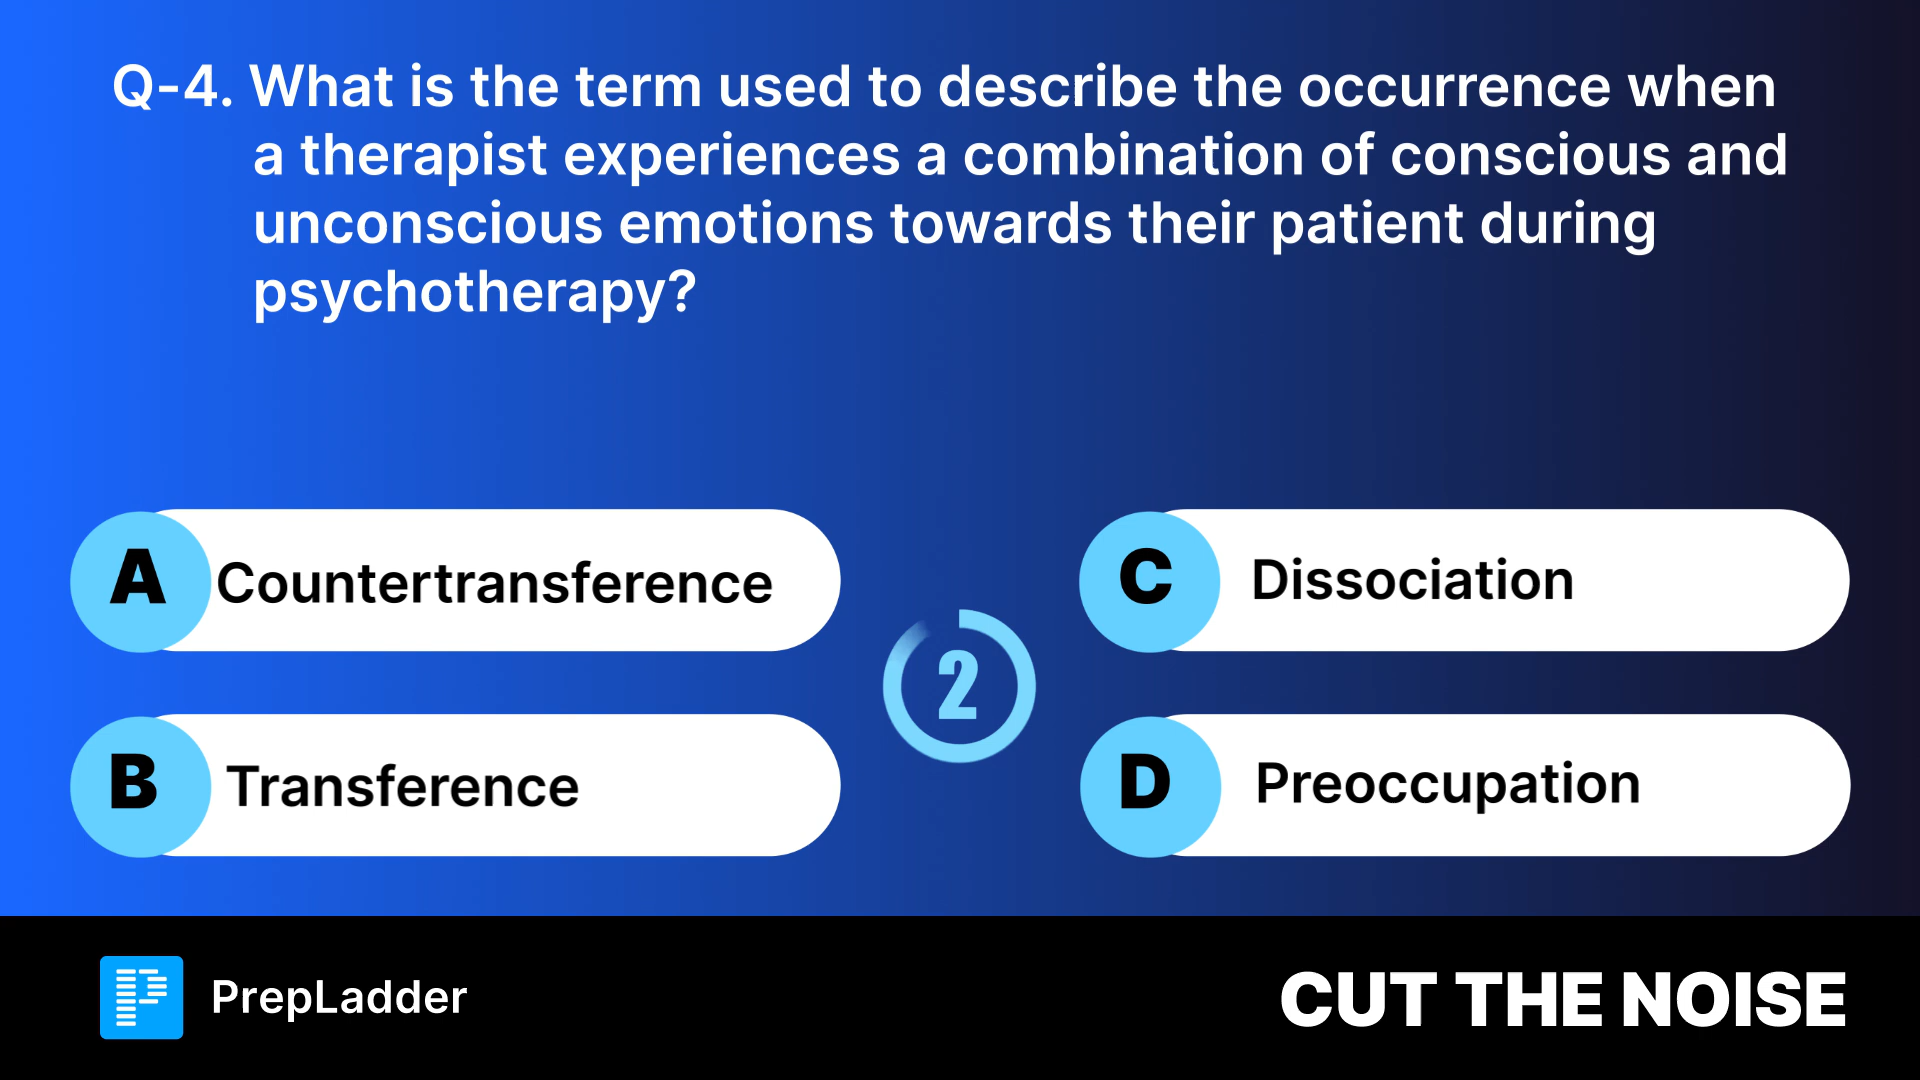 Q-4. What is the term used to describe the occurrence when
a therapist experiences a combination of conscious and
unconscious emotions towards their patient during
psychotherapy?
A Countertransference
B Transference
C Dissociation
D Preoccupation
2
PrepLadder
CUT THE NOISE